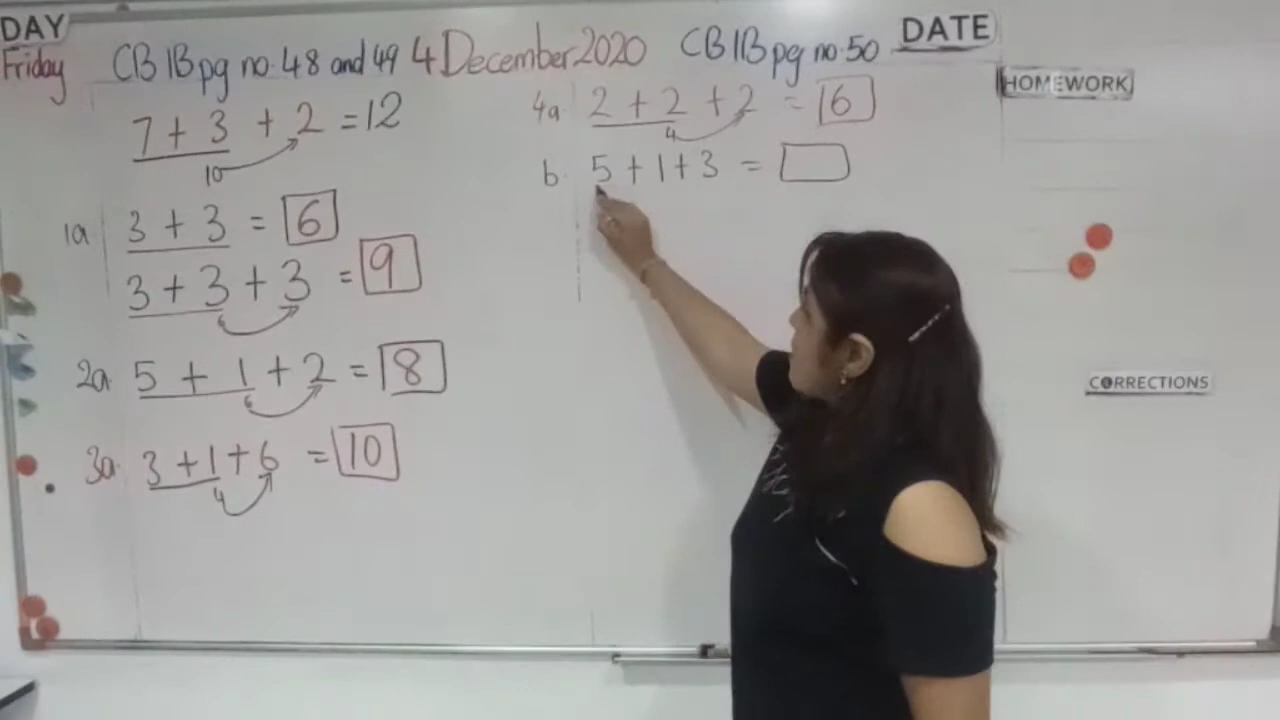 DAY
DATE
Friday CB 1B pg no. 48 and 49 4 December 2020 CB 1B pg no. 50
HOMEWORK
7 + 3 + 2 = 12
10
1a 3 + 3 = 6
3 + 3 + 3 = 9
2a. 5 + 1 + 2 = 8
6
3a. 3 + 1 + 6 = 10
4
4a 2 + 2 + 2 = 6
4
b. 5 + 1 + 3 =
CORRECTIONS